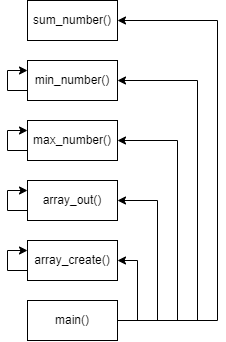 sum_number()
min_number()
max_number()
array_out()
array_create()
main()